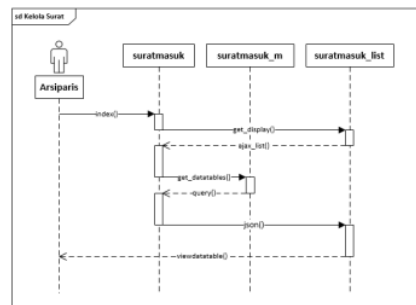 sd Kelola Surat
suratmasuk
suratmasuk_m
suratmasuk_list
Arsiparis
index()
get_display()
ajax_list()
get_datatables()
query()
json()
viewdatatable()